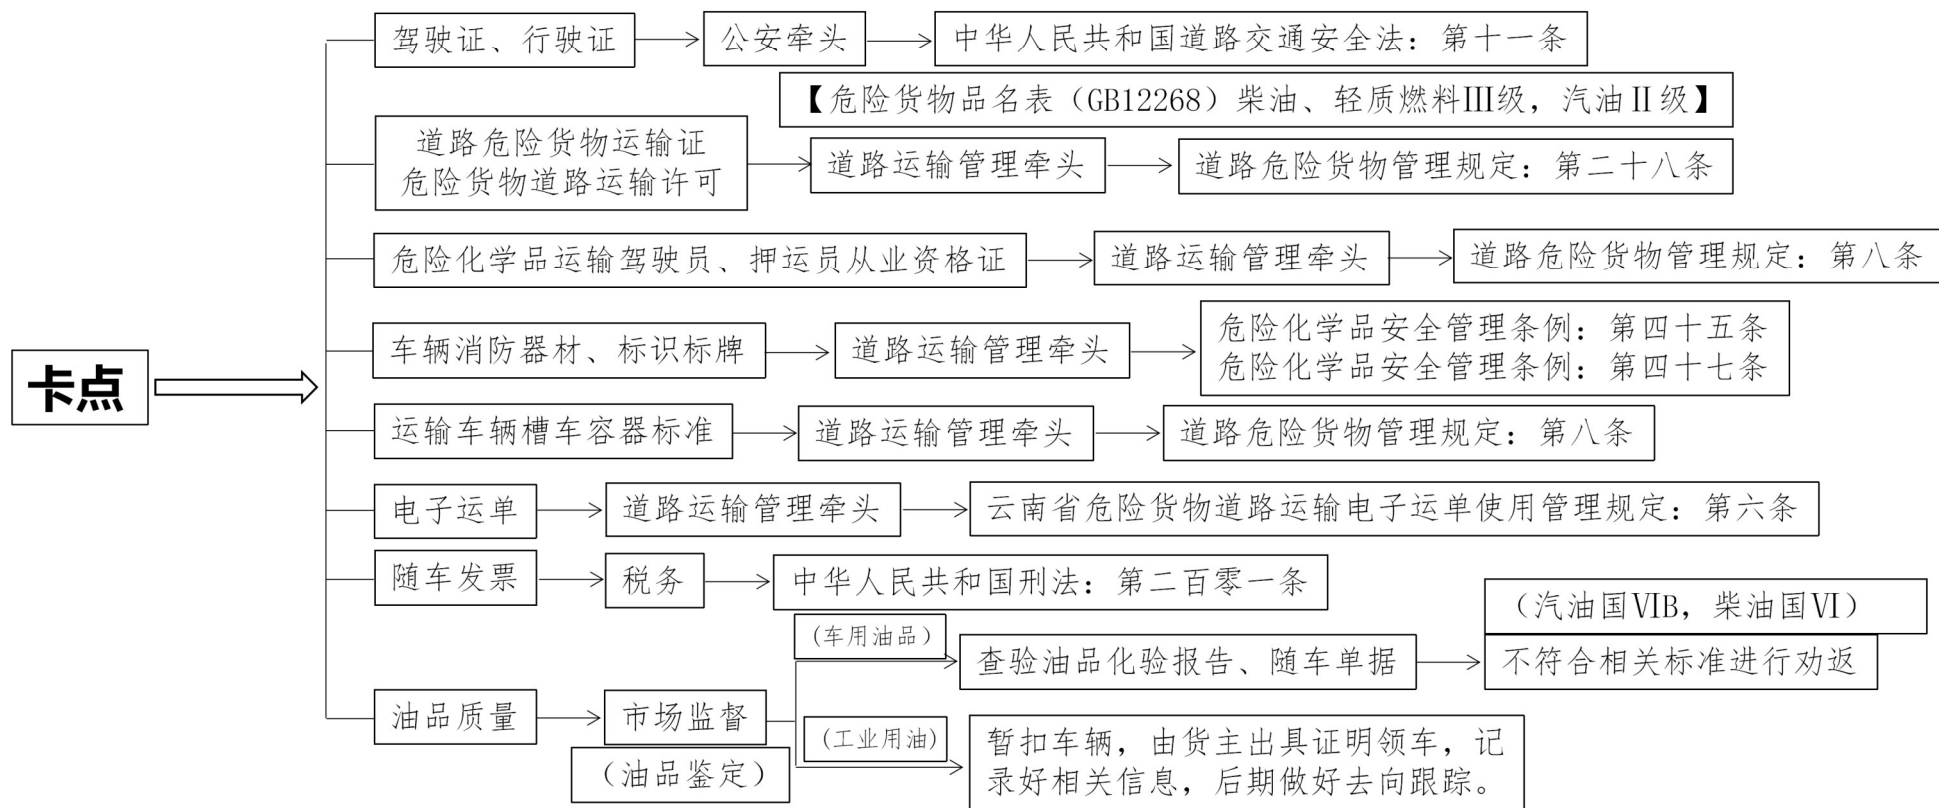 卡点
驾驶证、行驶证
公安牵头
中华人民共和国道路交通安全法：第十一条
【危险货物品名表（GB12268）柴油、轻质燃料Ⅲ级，汽油Ⅱ级】
道路危险货物运输证
危险货物道路运输许可
道路运输管理牵头
道路危险货物管理规定：第二十八条
危险化学品运输驾驶员、押运员从业资格证
道路运输管理牵头
道路危险货物管理规定：第八条
车辆消防器材、标识标牌
道路运输管理牵头
危险化学品安全管理条例：第四十五条
危险化学品安全管理条例：第四十七条
运输车辆槽车容器标准
道路运输管理牵头
道路危险货物管理规定：第八条
电子运单
道路运输管理牵头
云南省危险货物道路运输电子运单使用管理规定：第六条
随车发票
税务
中华人民共和国刑法：第二百零一条
油品质量
市场监督
（油品鉴定）
（车用油品）
查验油品化验报告、随车单据
（汽油国ⅥB，柴油国Ⅵ）
不符合相关标准进行劝返
（工业用油）
暂扣车辆，由货主出具证明领车，记
录好相关信息，后期做好去向跟踪。